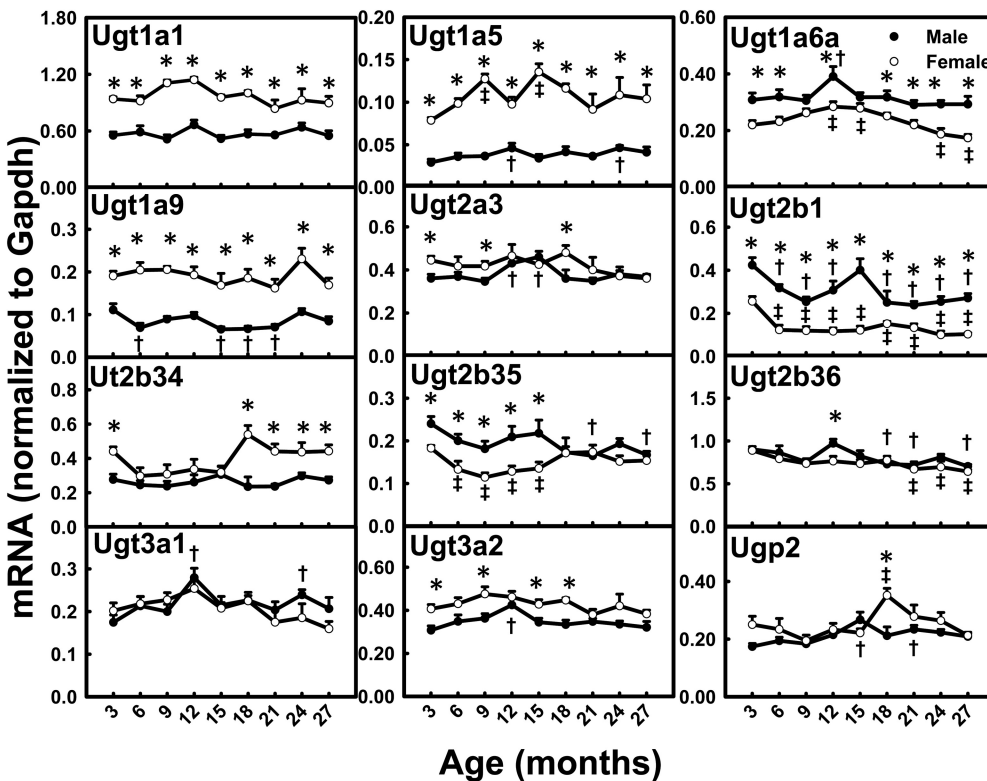 mRNA (normalized to Gapdh)
Ugt1a1
1.80
1.20
0.60
0.00
* * * * * * * * *
Ugt1a5
0.20
0.15
0.10
0.05
0.00
* * * * * * * * *
‡ ‡
† †
Ugt1a6a
Male
Female
0.6
0.40
0.20
0.00
* * * † * * * *
‡ ‡ ‡ ‡
Ugt1a9
0.3
0.2
0.1
0.0
* * * * * * * * *
† † † †
Ugt2a3
0.6
0.4
0.2
0.0
* * *
† †
Ugt2b1
0.6
0.4
0.2
0.0
* * * * * * * * *
† † † † † † †
‡ ‡ ‡ ‡ ‡ ‡ ‡ ‡
Ut2b34
0.8
0.6
0.4
0.2
0.0
* * * * *
Ugt2b35
0.3
0.2
0.1
0.0
* * * * * † †
‡ ‡ ‡ ‡
Ugt2b36
1.5
1.0
0.5
0.0
* † † †
‡ ‡ ‡
Ugt3a1
0.3
0.2
0.1
0.0
† †
Ugt3a2
0.6
0.4
0.2
0.0
* * * *
†
Ugp2
0.40
0.20
0.00
*
‡
† †
3 6 9 12 15 18 21 24 27
3 6 9 12 15 18 21 24 27
3 6 9 12 15 18 21 24 27
Age (months)